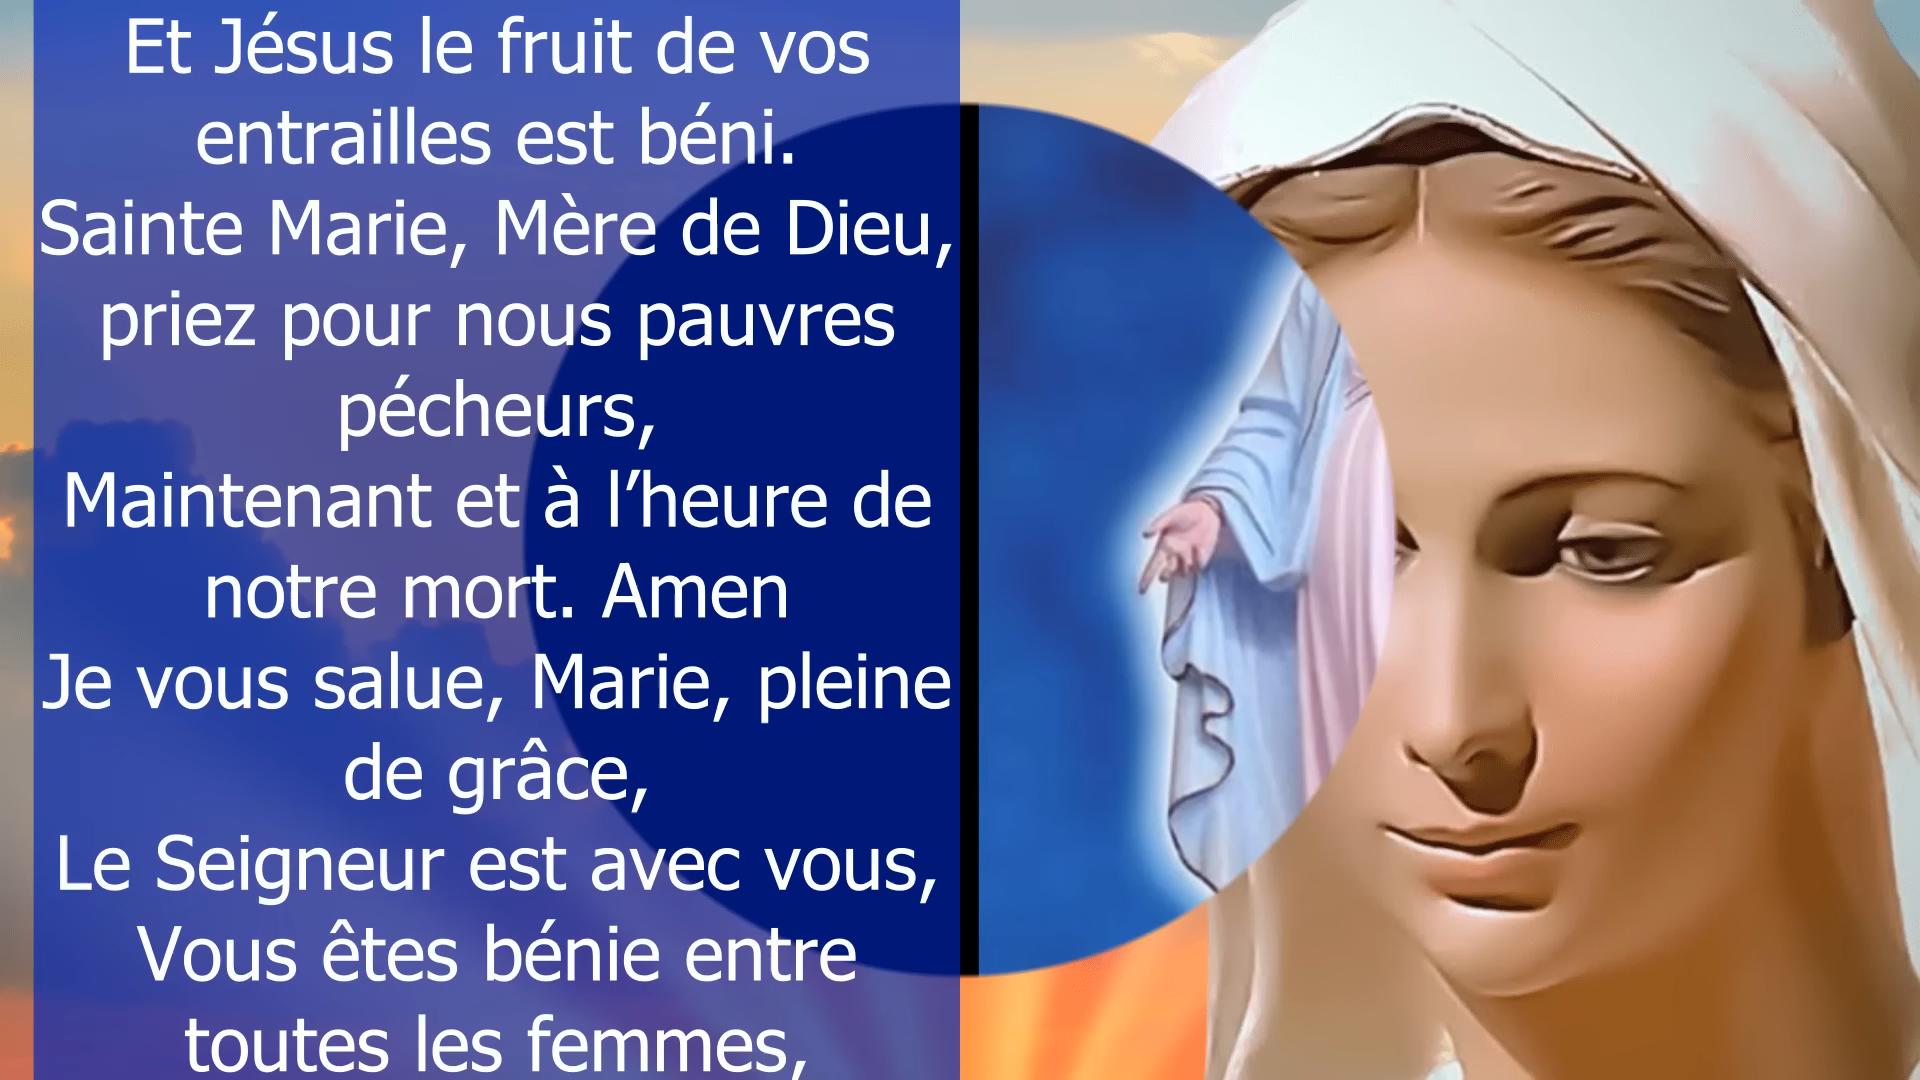 Et Jésus le fruit de vos
entrailles est béni.
Sainte Marie, Mère de Dieu,
priez pour nous pauvres
pécheurs,
Maintenant et à l’heure de
notre mort. Amen
Je vous salue, Marie, pleine
de grâce,
Le Seigneur est avec vous,
Vous êtes bénie entre
toutes les femmes,